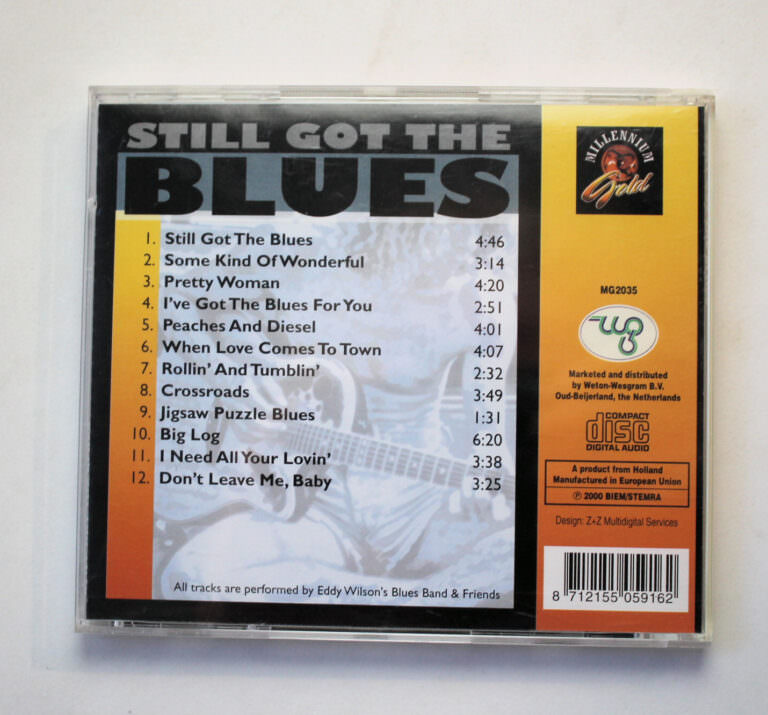 STILL GOT THE
BLUES
1. Still Got The Blues 4:46
2. Some Kind Of Wonderful 3:14
3. Pretty Woman 4:20
4. I've Got The Blues For You 2:51
5. Peaches And Diesel 4:01
6. When Love Comes To Town 4:07
7. Rollin' And Tumblin' 2:32
8. Crossroads 3:49
9. Jigsaw Puzzle Blues 1:31
10. Big Log 6:20
11. I Need All Your Lovin' 3:38
12. Don't Leave Me, Baby 3:25
All tracks are performed by Eddy Wilson's Blues Band & Friends
MILLENNIUM
Gold
MG2035
Marketed and distributed
by Weton-Wesgram B.V.
Oud-Beijerland, the Netherlands
COMPACT
disc
DIGITAL AUDIO
A product from Holland
Manufactured in European Union
℗ 2000 BIEM/STEMRA
Design: Z+Z Multidigital Services
8 712155 059162